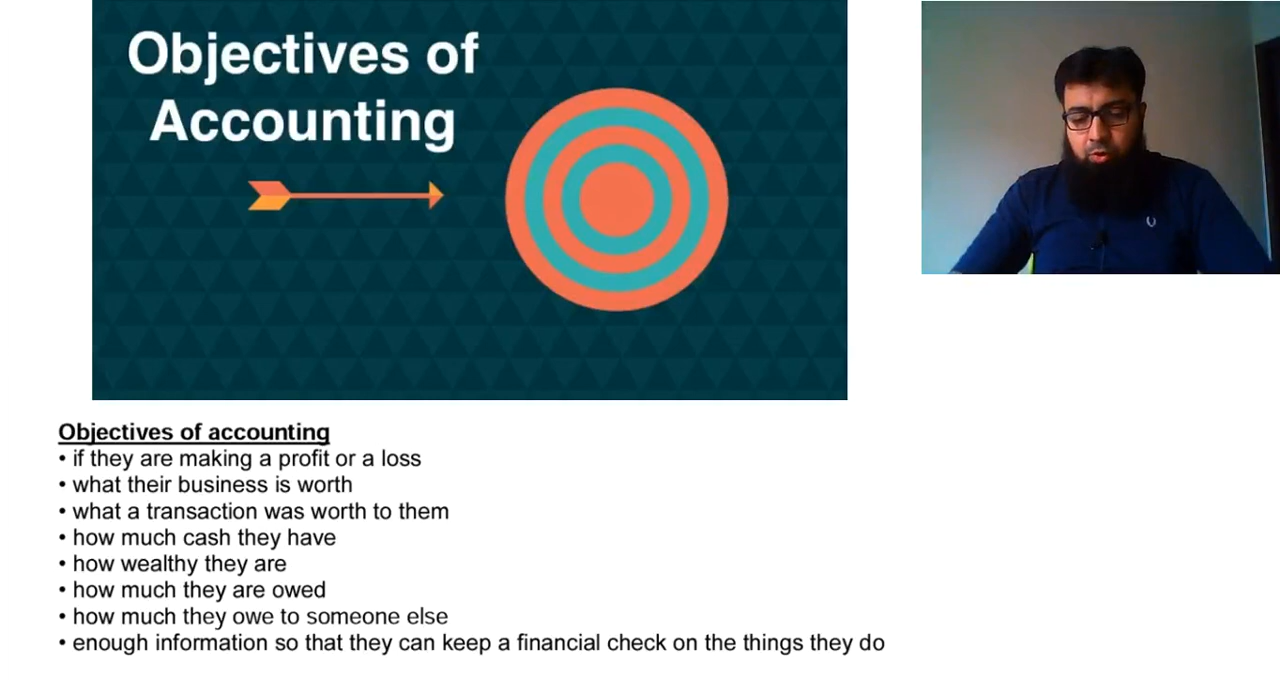 Objectives of
Accounting
Objectives of accounting
• if they are making a profit or a loss
• what their business is worth
• what a transaction was worth to them
• how much cash they have
• how wealthy they are
• how much they are owed
• how much they owe to someone else
• enough information so that they can keep a financial check on the things they do